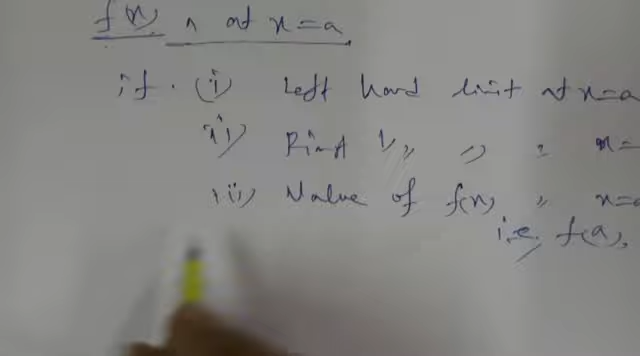 f(x) ^ at x=a
if. (i) Left hand limit at x=a
ii) Right ,, ,, ,, x=
iii) Value of f(x) ,, x=a
i.e., f(a),